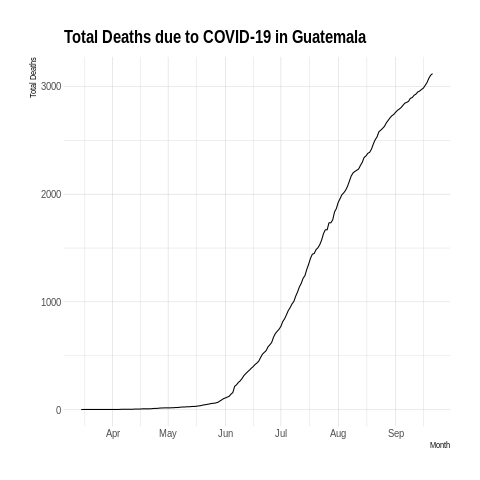 Total Deaths due to COVID-19 in Guatemala
Total Deaths
3000
2000
1000
0
Apr May Jun Jul Aug Sep
Month